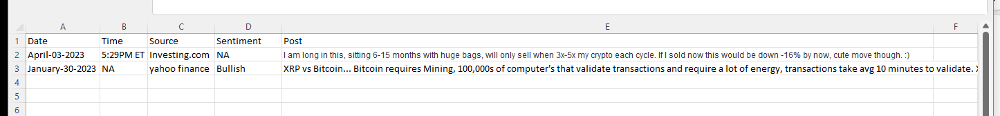 A B C D E F
1 Date Time Source Sentiment Post
2 April-03-2023 5:29PM ET Investing.com NA I am long in this, sitting 6-15 months with huge bags, will only sell when 3x-5x my crypto each cycle. If I sold now this would be down -16% by now, cute move though. :)
3 January-30-2023 NA yahoo finance Bullish XRP vs Bitcoin... Bitcoin requires Mining, 100,000s of computer's that validate transactions and require a lot of energy, transactions take avg 10 minutes to validate.
4
5
6